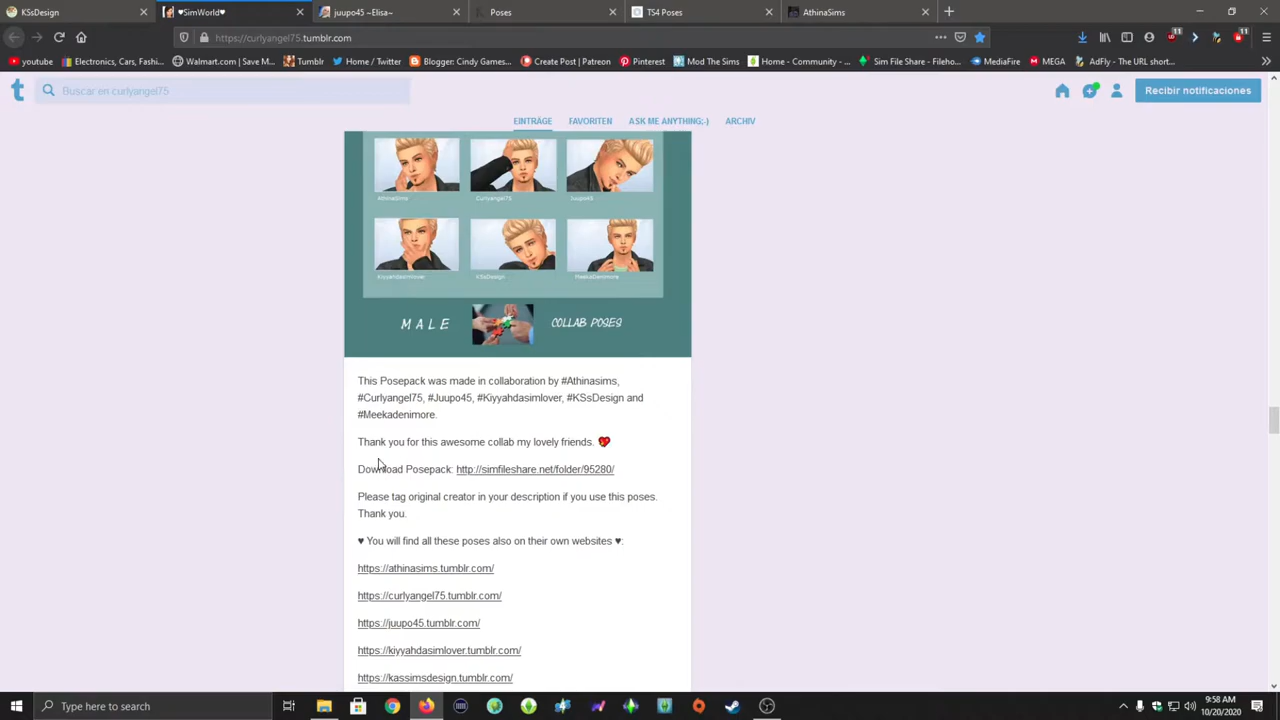 KSsDesign
♥SimWorld♥
juupo45 ~Elisa~
Poses
TS4 Poses
AthinaSims
https://curlyangel75.tumblr.com
youtube
Electronics, Cars, Fashi...
Walmart.com | Save M...
Tumblr
Home / Twitter
Blogger: Cindy Games...
Create Post | Patreon
Pinterest
Mod The Sims
Home - Community -...
Sim File Share - Fileho...
MediaFire
MEGA
AdFly - The URL short...
Buscar en curlyangel75
Recibir notificaciones
EINTRÄGE FAVORITEN ASK ME ANYTHING;-) ARCHIV
AthinaSims Curlyangel75 Juupo45
Kiyyahdasimlover KSsDesign MeekaDenimore
MALE COLLAB POSES
This Posepack was made in collaboration by #Athinasims,
#Curlyangel75, #Juupo45, #Kiyyahdasimlover, #KSsDesign and
#Meekadenimore.
Thank you for this awesome collab my lovely friends.
Download Posepack: http://simfileshare.net/folder/95280/
Please tag original creator in your description if you use this poses.
Thank you.
♥ You will find all these poses also on their own websites ♥:
https://athinasims.tumblr.com/
https://curlyangel75.tumblr.com/
https://juupo45.tumblr.com/
https://kiyyahdasimlover.tumblr.com/
https://kassimsdesign.tumblr.com/
Type here to search
9:58 AM
10/20/2020